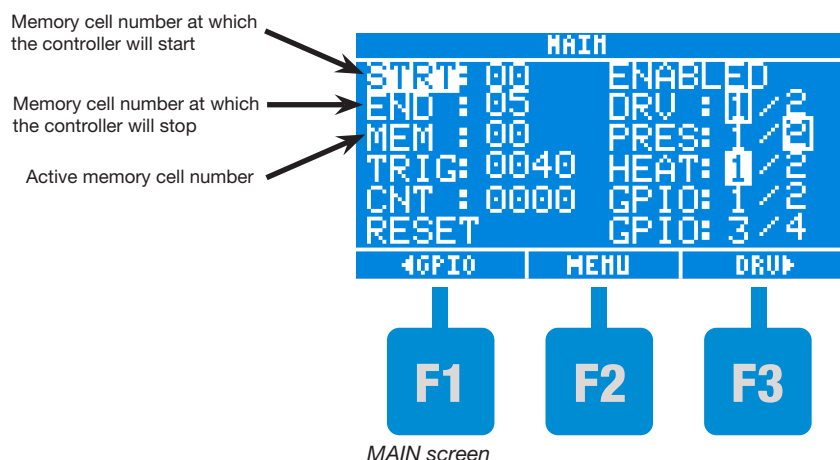 Memory cell number at which
the controller will start
Memory cell number at which
the controller will stop
Active memory cell number
MAIN
STRT: 00 ENABLED
END : 05 DRV : 1/2
MEM : 00 PRES: 1/2
TRIG: 0040 HEAT: 1/2
CNT : 0000 GPIO: 1/2
RESET GPIO: 3/4
◀GPIO MENU DRV▶
F1 F2 F3
MAIN screen